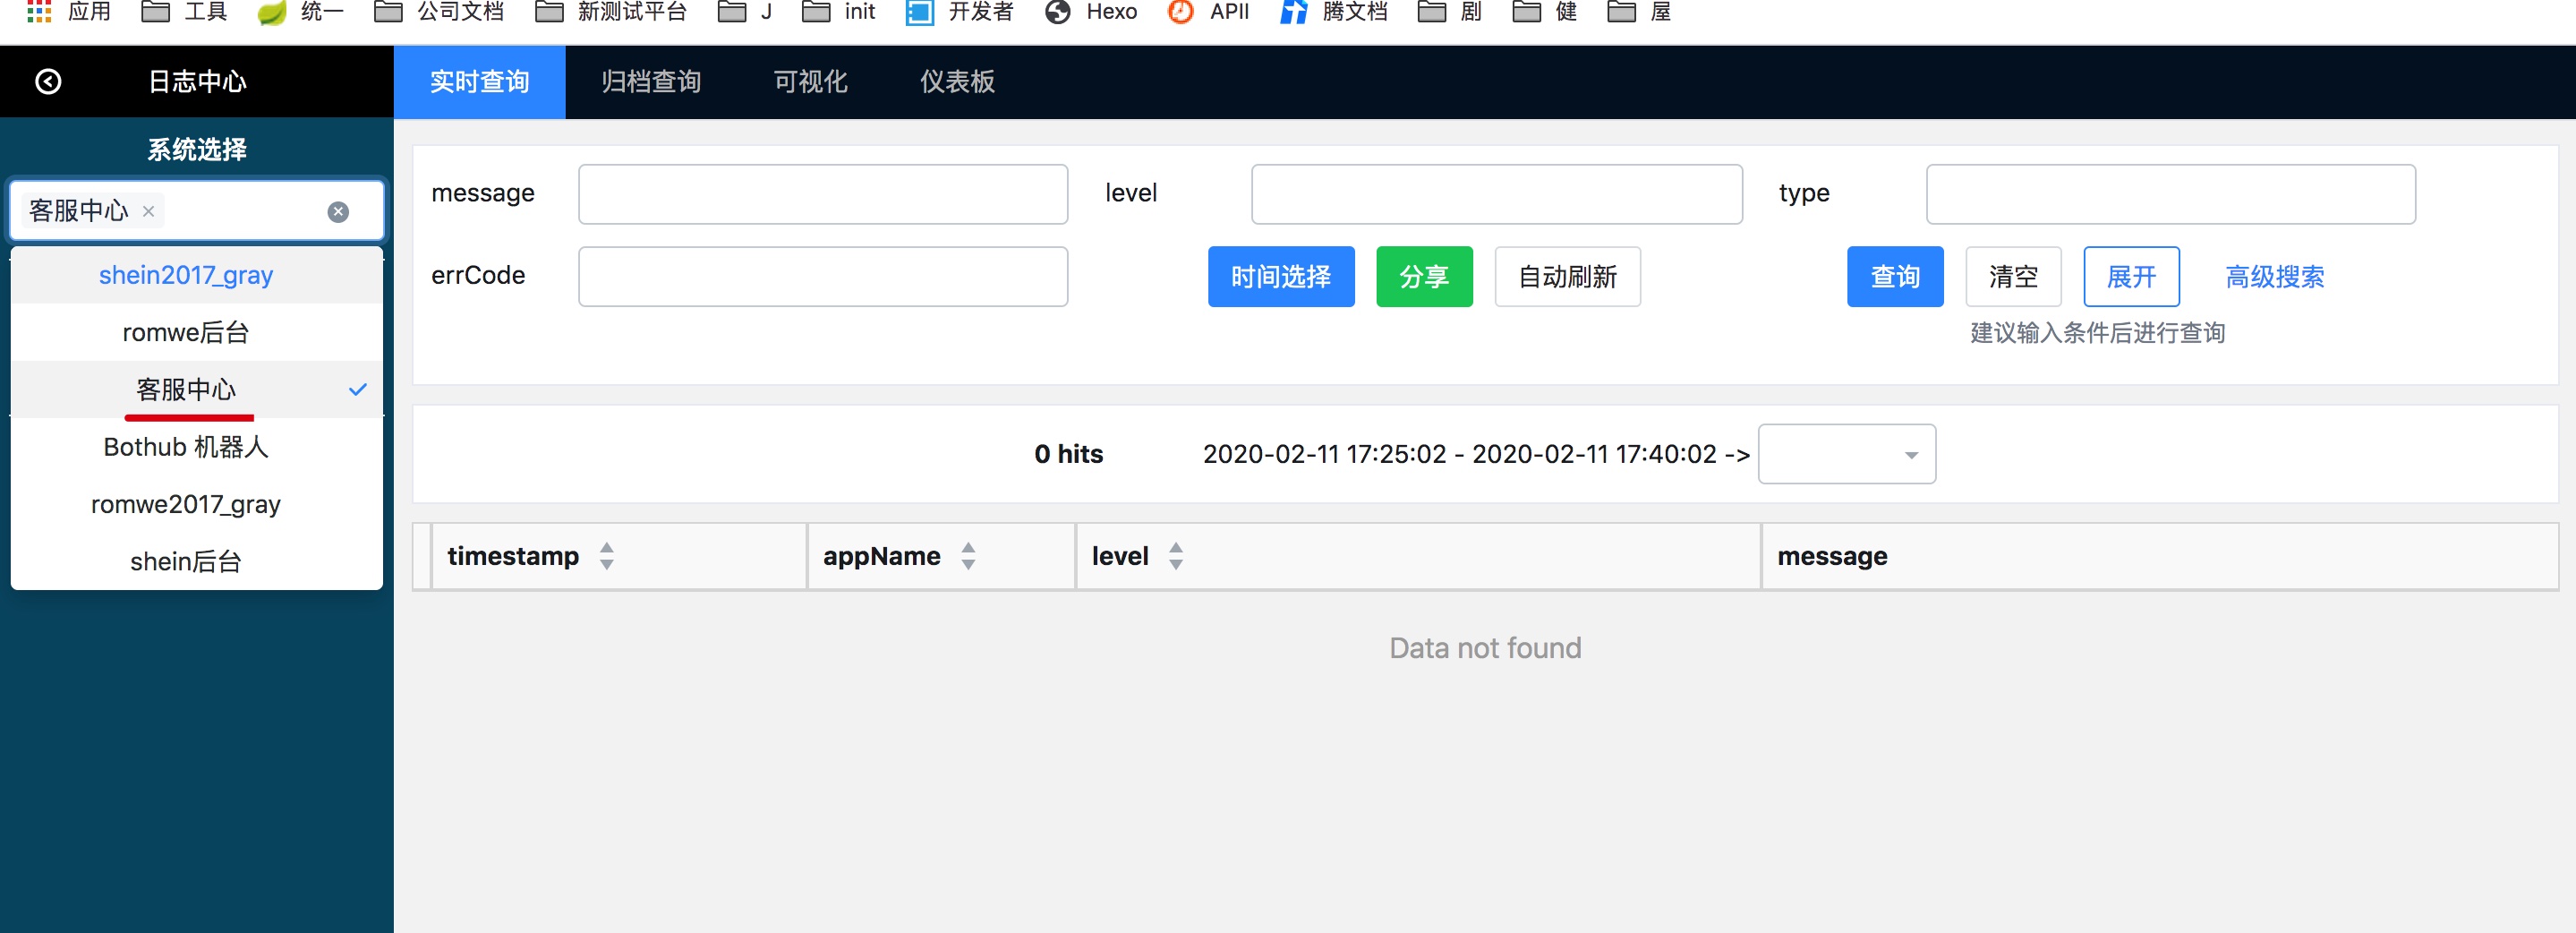 应用 工具 统一 公司文档 新测试平台 J init 开发者 Hexo APII 腾文档 剧 健 屋
日志中心 实时查询 归档查询 可视化 仪表板
系统选择
客服中心
shein2017_gray
romwe后台
客服中心
Bothub 机器人
romwe2017_gray
shein后台
message level type
errCode 时间选择 分享 自动刷新 查询 清空 展开 高级搜索
建议输入条件后进行查询
0 hits 2020-02-11 17:25:02 - 2020-02-11 17:40:02 ->
timestamp appName level message
Data not found